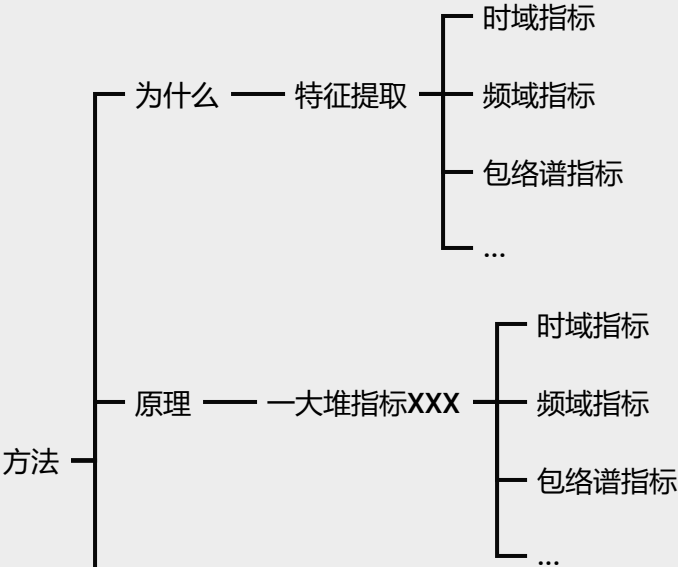 时域指标
为什么
特征提取
频域指标
包络谱指标
...
时域指标
原理
一大堆指标XXX
频域指标
方法
包络谱指标
...